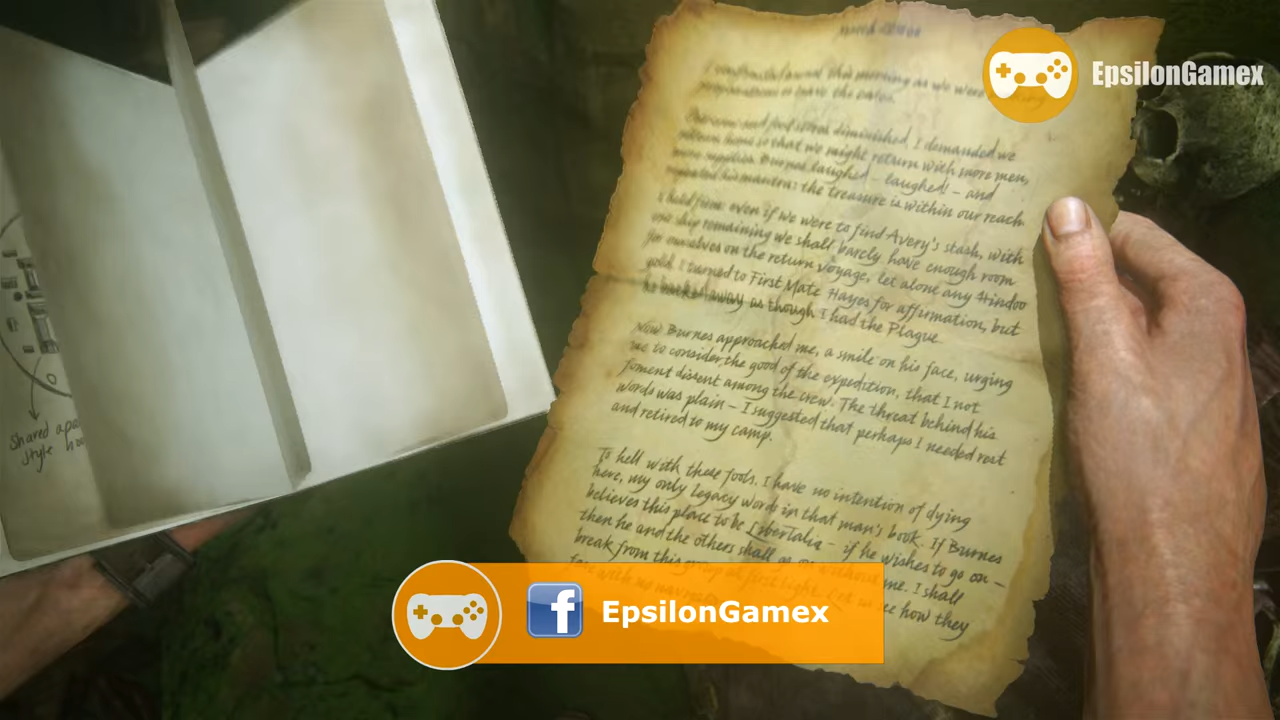 EpsilonGamex
this morning as we were
preparations to leave the
diminished, I demanded we
return home so that we might return with more men,
more supplies. Burnes laughed – laughed! – and
repeated his mantra: the treasure is within our reach.
I held firm: even if we were to find Avery's stash, with
one ship remaining we shall barely have enough room
for ourselves on the return voyage, let alone any Hindoo
gold. I turned to First Mate Hayes for affirmation, but
he backed away as though I had the Plague.
Now Burnes approached me, a smile on his face, urging
me to consider the good of the expedition, that I not
foment dissent among the crew. The threat behind his
words was plain – I suggested that perhaps I needed rest
and retired to my camp.
To hell with these fools. I have no intention of dying
here, my only legacy words in that man's book. If Burnes
believes this place to be Libertalia – if he wishes to go on –
then he and the others shall go on without me. I shall
break from this group at first light. Let us see how they
fare with no
Shared
style
EpsilonGamex